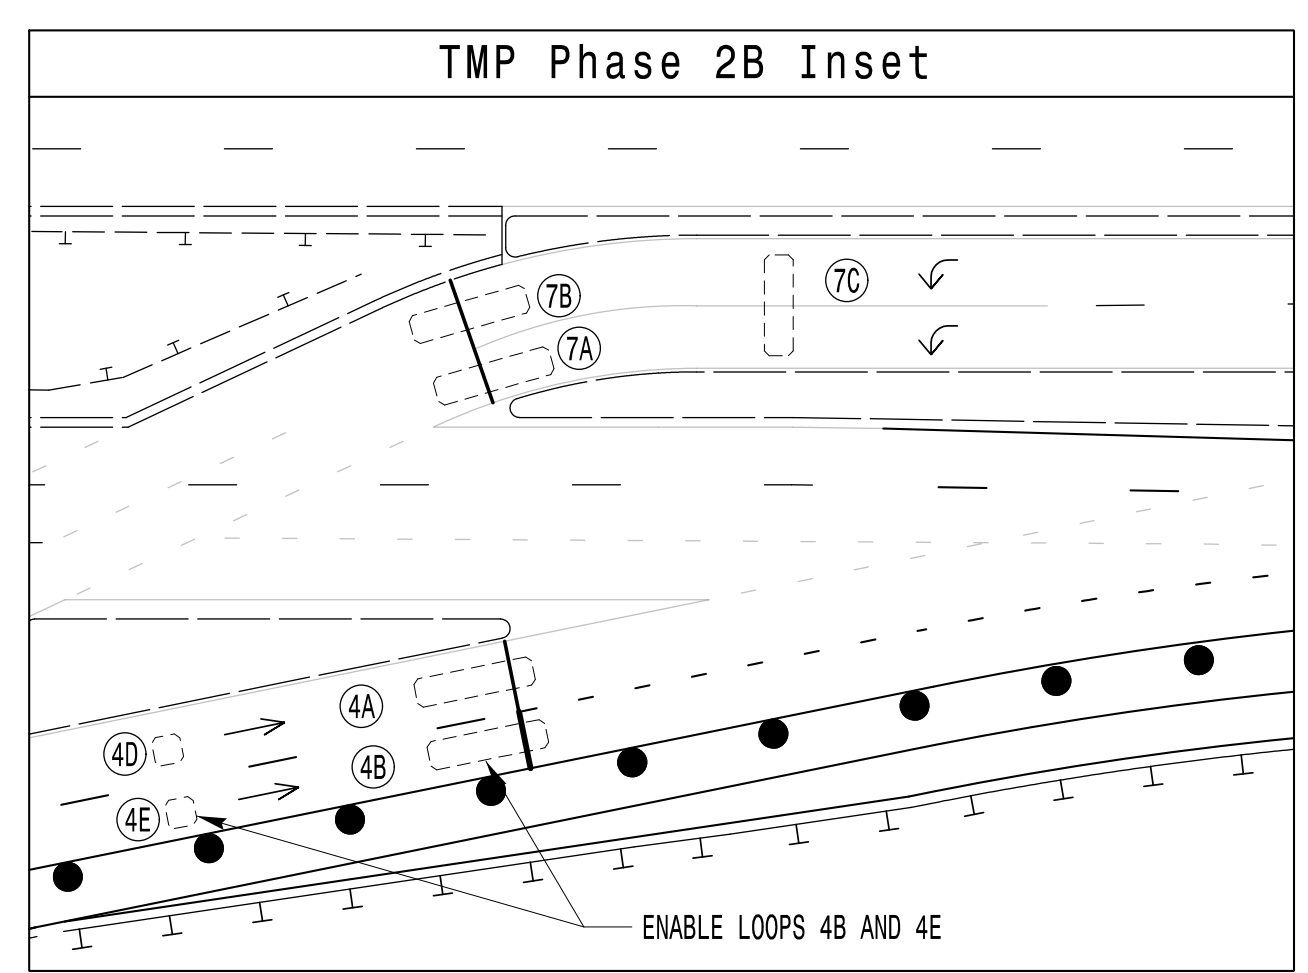 TMP Phase 2B Inset
7B
7C
7A
4A
4D
4B
4E
ENABLE LOOPS 4B AND 4E